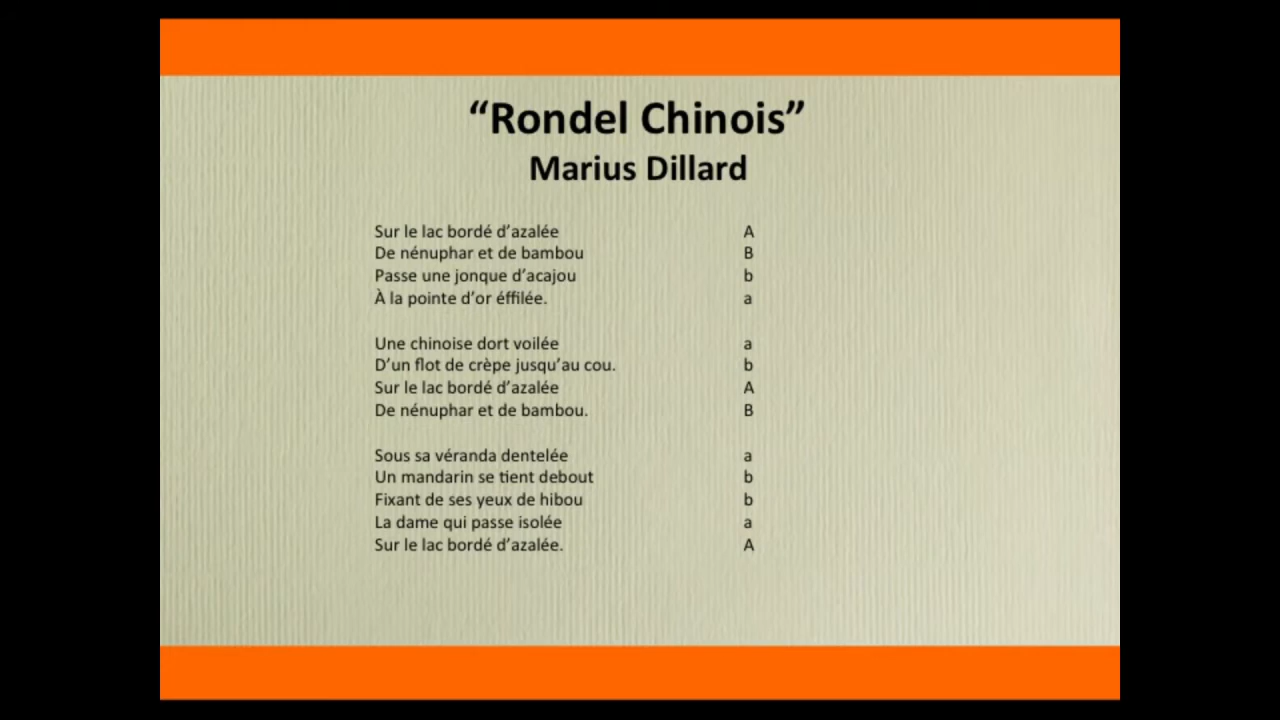 “Rondel Chinois”
Marius Dillard
Sur le lac bordé d’azalée A
De nénuphar et de bambou B
Passe une jonque d’acajou b
À la pointe d’or éffilée. a
Une chinoise dort voilée a
D’un flot de crèpe jusqu’au cou. b
Sur le lac bordé d’azalée A
De nénuphar et de bambou. B
Sous sa véranda dentelée a
Un mandarin se tient debout b
Fixant de ses yeux de hibou b
La dame qui passe isolée a
Sur le lac bordé d’azalée. A